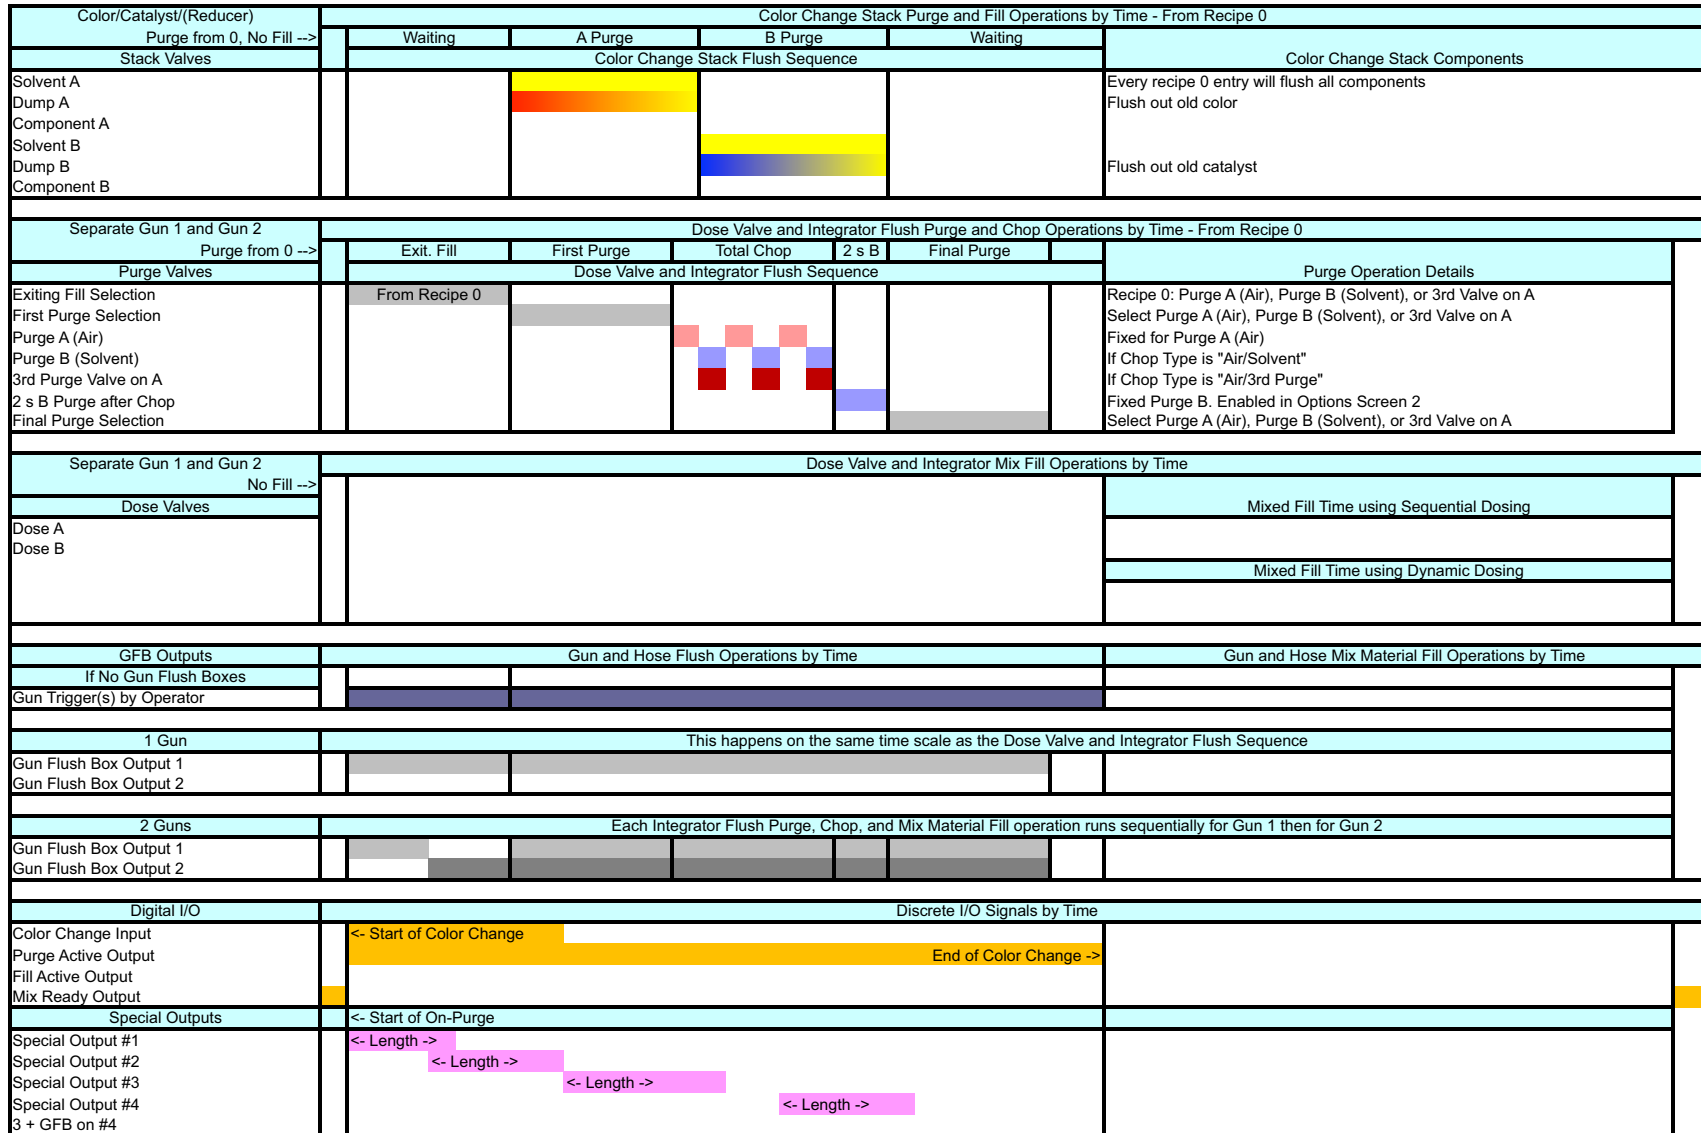 Color/Catalyst/(Reducer) Color Change Stack Purge and Fill Operations by Time - From Recipe 0
Purge from 0, No Fill --> Waiting A Purge B Purge Waiting
Stack Valves Color Change Stack Flush Sequence Color Change Stack Components
Solvent A Every recipe 0 entry will flush all components
Dump A Flush out old color
Component A
Solvent B
Dump B Flush out old catalyst
Component B
Separate Gun 1 and Gun 2 Dose Valve and Integrator Flush Purge and Chop Operations by Time - From Recipe 0
Purge from 0 --> Exit. Fill First Purge Total Chop 2 s B Final Purge
Purge Valves Dose Valve and Integrator Flush Sequence Purge Operation Details
Exiting Fill Selection From Recipe 0 Recipe 0: Purge A (Air), Purge B (Solvent), or 3rd Valve on A
First Purge Selection Select Purge A (Air), Purge B (Solvent), or 3rd Valve on A
Purge A (Air) Fixed for Purge A (Air)
Purge B (Solvent) If Chop Type is "Air/Solvent"
3rd Purge Valve on A If Chop Type is "Air/3rd Purge"
2 s B Purge after Chop Fixed Purge B. Enabled in Options Screen 2
Final Purge Selection Select Purge A (Air), Purge B (Solvent), or 3rd Valve on A
Separate Gun 1 and Gun 2 Dose Valve and Integrator Mix Fill Operations by Time
No Fill -->
Dose Valves Mixed Fill Time using Sequential Dosing
Dose A
Dose B
Mixed Fill Time using Dynamic Dosing
GFB Outputs Gun and Hose Flush Operations by Time Gun and Hose Mix Material Fill Operations by Time
If No Gun Flush Boxes
Gun Trigger(s) by Operator
1 Gun This happens on the same time scale as the Dose Valve and Integrator Flush Sequence
Gun Flush Box Output 1
Gun Flush Box Output 2
2 Guns Each Integrator Flush Purge, Chop, and Mix Material Fill operation runs sequentially for Gun 1 then for Gun 2
Gun Flush Box Output 1
Gun Flush Box Output 2
Digital I/O Discrete I/O Signals by Time
Color Change Input <- Start of Color Change
Purge Active Output End of Color Change ->
Fill Active Output
Mix Ready Output
Special Outputs <- Start of On-Purge
Special Output #1 <- Length ->
Special Output #2 <- Length ->
Special Output #3 <- Length ->
Special Output #4 <- Length ->
3 + GFB on #4